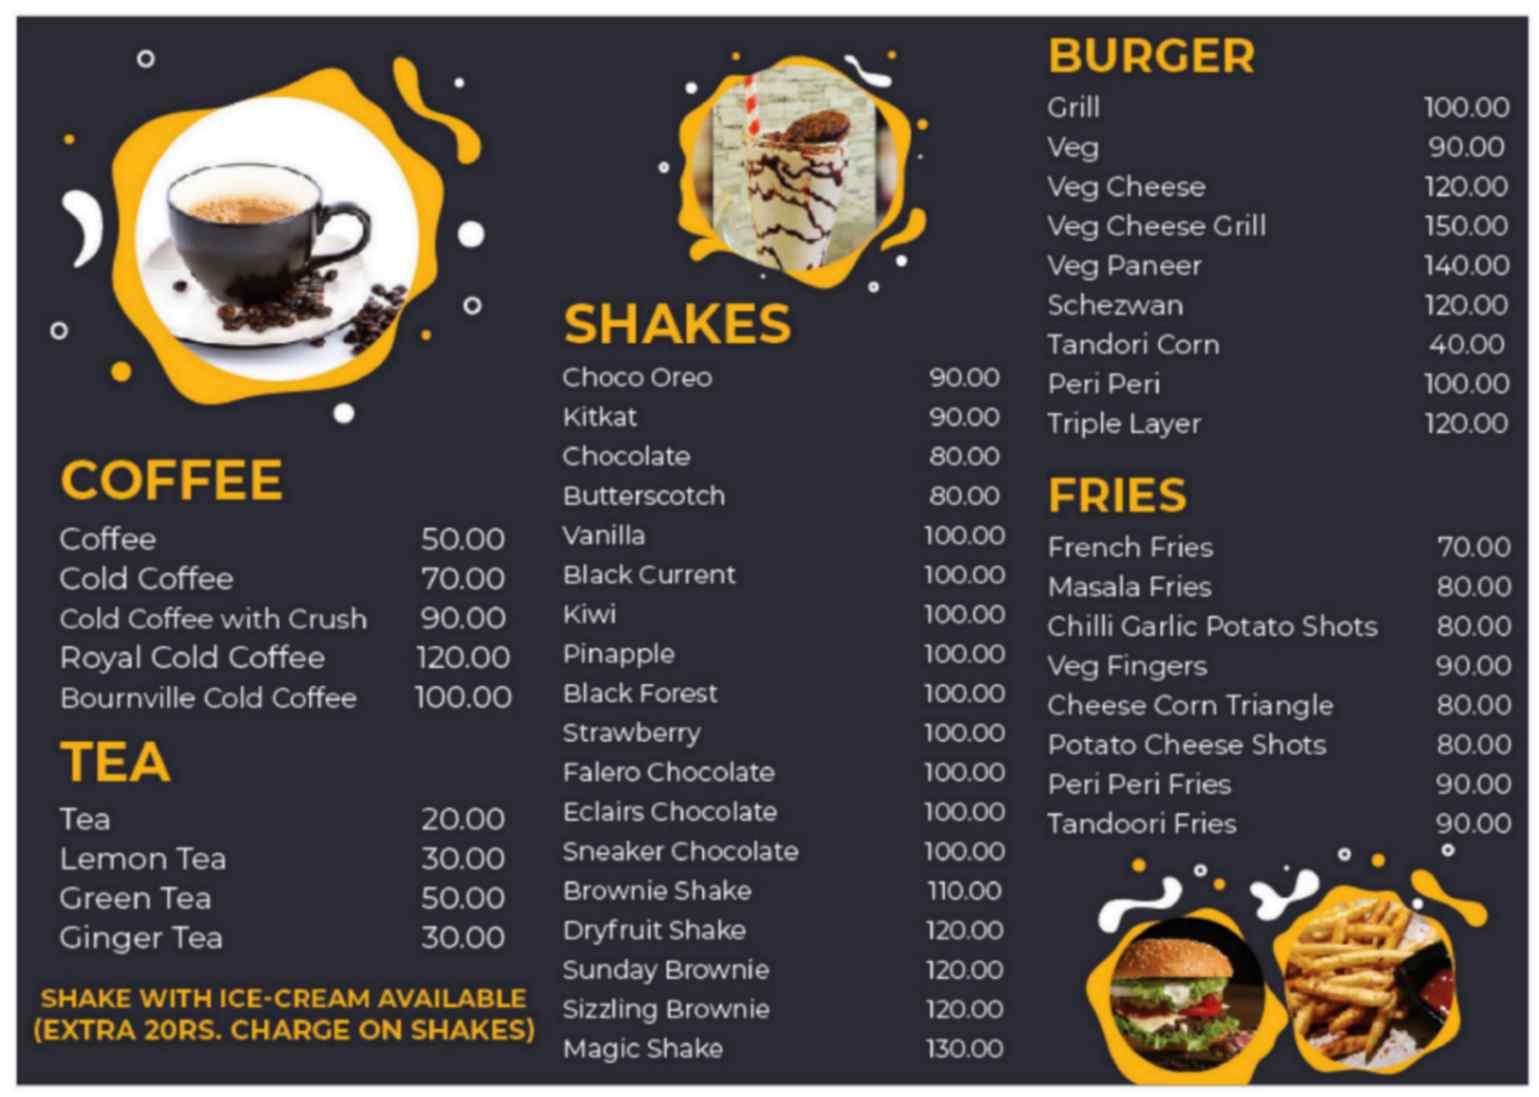 COFFEE
Coffee 50.00
Cold Coffee 70.00
Cold Coffee with Crush 90.00
Royal Cold Coffee 120.00
Bournville Cold Coffee 100.00
TEA
Tea 20.00
Lemon Tea 30.00
Green Tea 50.00
Ginger Tea 30.00
SHAKE WITH ICE-CREAM AVAILABLE
(EXTRA 20RS. CHARGE ON SHAKES)
SHAKES
Choco Oreo 90.00
Kitkat 90.00
Chocolate 80.00
Butterscotch 80.00
Vanilla 100.00
Black Current 100.00
Kiwi 100.00
Pinapple 100.00
Black Forest 100.00
Strawberry 100.00
Falero Chocolate 100.00
Eclairs Chocolate 100.00
Sneaker Chocolate 100.00
Brownie Shake 110.00
Dryfruit Shake 120.00
Sunday Brownie 120.00
Sizzling Brownie 120.00
Magic Shake 130.00
BURGER
Grill 100.00
Veg 90.00
Veg Cheese 120.00
Veg Cheese Grill 150.00
Veg Paneer 140.00
Schezwan 120.00
Tandori Corn 40.00
Peri Peri 100.00
Triple Layer 120.00
FRIES
French Fries 70.00
Masala Fries 80.00
Chilli Garlic Potato Shots 80.00
Veg Fingers 90.00
Cheese Corn Triangle 80.00
Potato Cheese Shots 80.00
Peri Peri Fries 90.00
Tandoori Fries 90.00